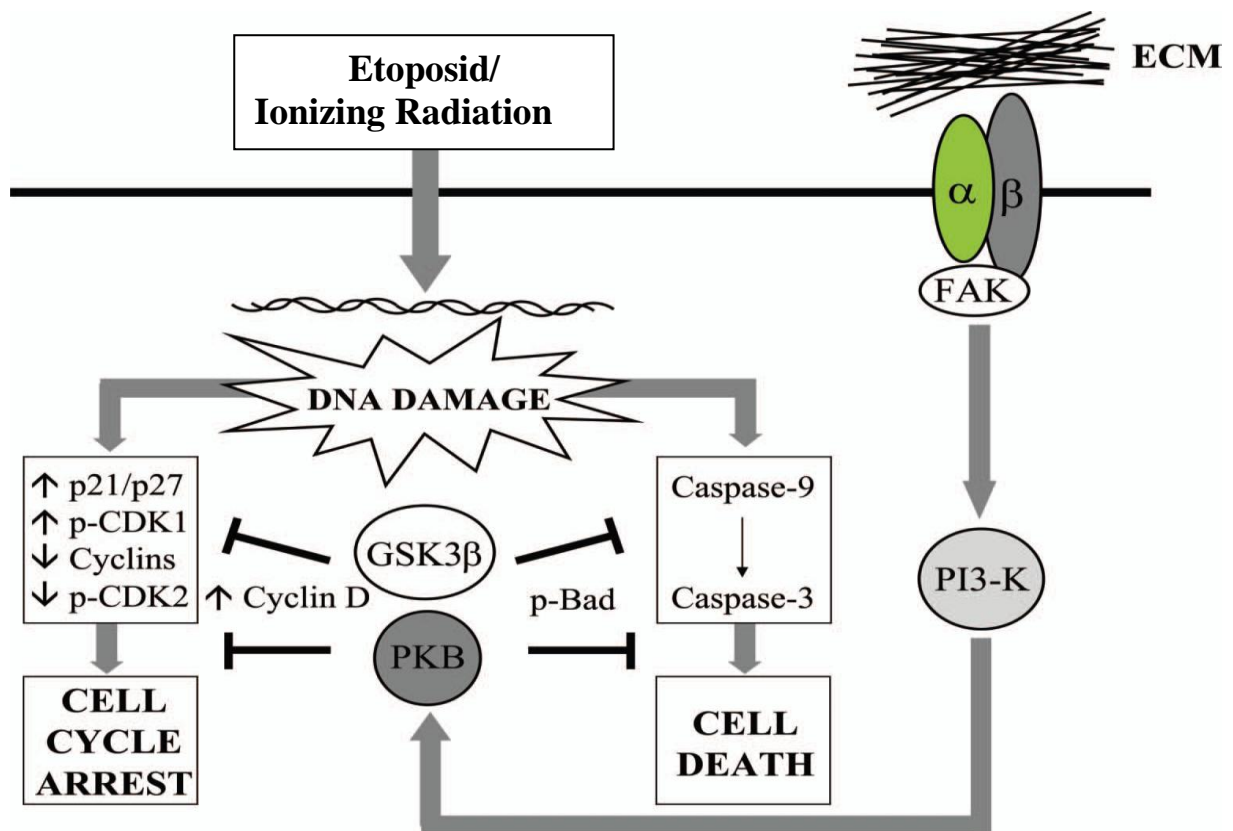 Etoposid/
Ionizing Radiation
ECM
α
β
FAK
DNA DAMAGE
↑ p21/p27
↑ p-CDK1
↓ Cyclins
↓ p-CDK2
↑ Cyclin D
GSK3β
p-Bad
PKB
Caspase-9
Caspase-3
PI3-K
CELL
CYCLE
ARREST
CELL
DEATH